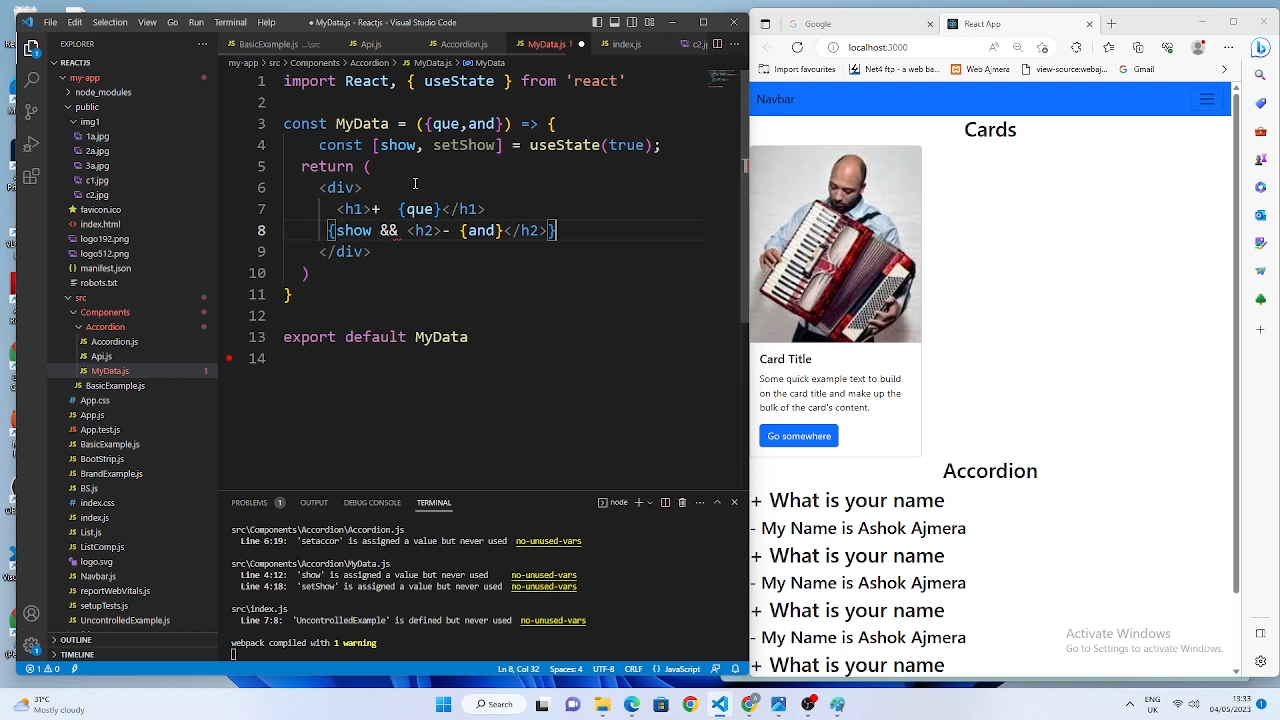 File Edit Selection View Go Run Terminal Help
● MyData.js - Visual Studio Code
EXPLORER
BasicExample.js ...\src
Api.js
Accordion.js
MyData.js 1
index.js
my-app
Components
MyData.js
MyData
REACTJS
my-app
node_modules
public
img1
1a.jpg
3.jpg
c1.jpg
c2.jpg
favicon.ico
index.html
logo192.png
manifest.json
robots.txt
src
Components
Accordion
Accordion.js
Api.js
MyData.js 1
BasicExample.js
App.css
App.js
App.test.js
BasicExample.js
BootStrap.js
BrandExample.js
BS.js
index.css
index.js
List.js
ListComp.js
logo.svg
Navbar.js
reportWebVitals.js
setupTests.js
UncontrolledExample.js
OUTLINE
TIMELINE
1 import React, { useState } from 'react'
2
3 const MyData = ({que,and}) => {
4 const [show, setShow] = useState(true);
5 return (
6 <div>
7 <h1>+ {que}</h1>
8 {show && <h2>- {and}</h2>}
9 </div>
10 )
11 }
12
13 export default MyData
14
PROBLEMS 1 OUTPUT DEBUG CONSOLE TERMINAL
node
src\Components\Accordion\Accordion.js
Line 6:19: 'setaccor' is assigned a value but never used no-unused-vars
src\Components\Accordion\MyData.js
Line 4:12: 'show' is assigned a value but never used no-unused-vars
Line 4:18: 'setShow' is assigned a value but never used no-unused-vars
src\index.js
Line 7:8: 'UncontrolledExample' is defined but never used no-unused-vars
webpack compiled with 1 warning
1 0
Ln 8, Col 32 Spaces: 4 UTF-8 CRLF {} JavaScript
Google
React App
localhost:3000
Import favourites
Net4 ftp - a web ba...
Web Ajmera
view-source:webaj...
Gmail
Navbar
Cards
Card Title
Some quick example text to build
on the card title and make up the
bulk of the card's content.
Go somewhere
Accordion
+ What is your name
- My Name is Ashok Ajmera
+ What is your name
- My Name is Ashok Ajmera
+ What is your name
- My Name is Ashok Ajmera
+ What is your name
Activate Windows
Go to Settings to activate Windows.
31°C
Mostly cloudy
Search
ENG
IN
13:33
04/05/2023